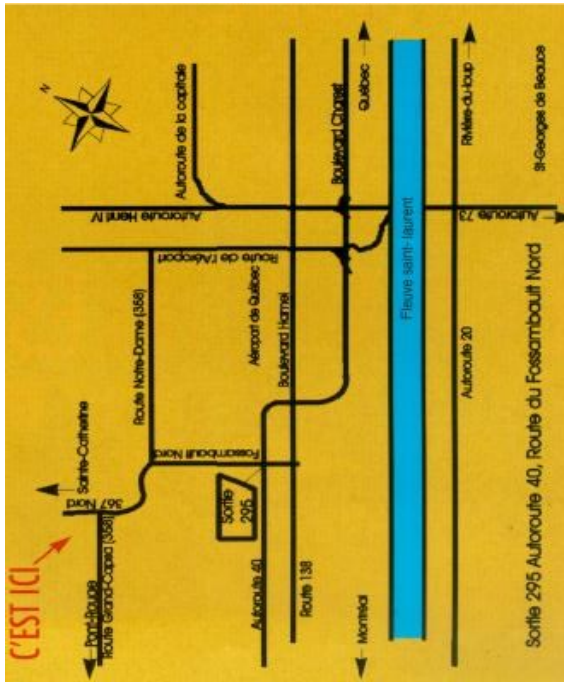 C'EST ICI
N
Pont-Rouge
Route Grand-Capsa (358)
367 Nord
Sainte-Catherine
Route Notre-Dame (358)
Fossambault Nord
Sortie
295
Autoroute de la capitale
Autoroute Henri IV
Route de l'Aéroport
Aéroport de Québec
Boulevard Hamel
Autoroute 40
Route 138
Boulevard Charest
Québec
Montréal
Fleuve saint-laurent
Autoroute 20
Rivière-du-loup
Autoroute 73
St-Georges de Beauce
Sortie 295 Autoroute 40, Route du Fossambault Nord